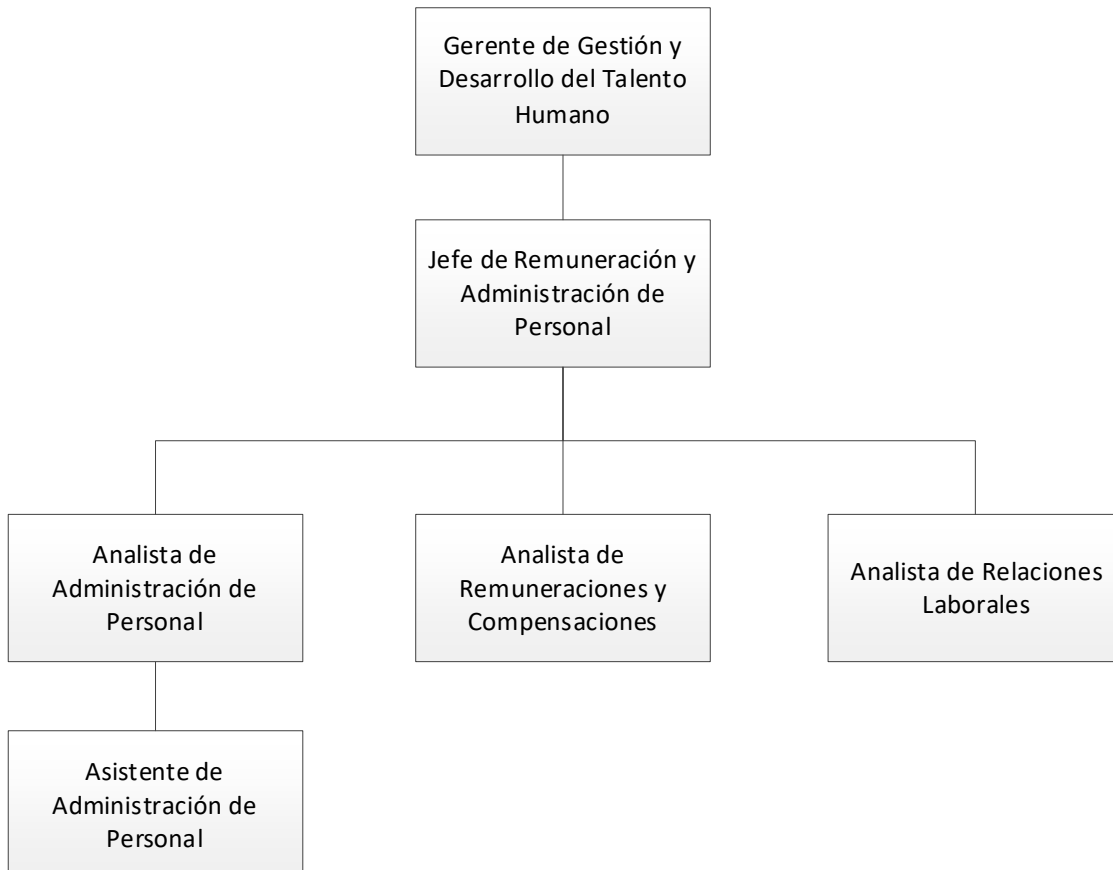 Gerente de Gestión y
Desarrollo del Talento
Humano
Jefe de Remuneración y
Administración de
Personal
Analista de
Administración de
Personal
Analista de
Remuneraciones y
Compensaciones
Analista de Relaciones
Laborales
Asistente de
Administración de
Personal